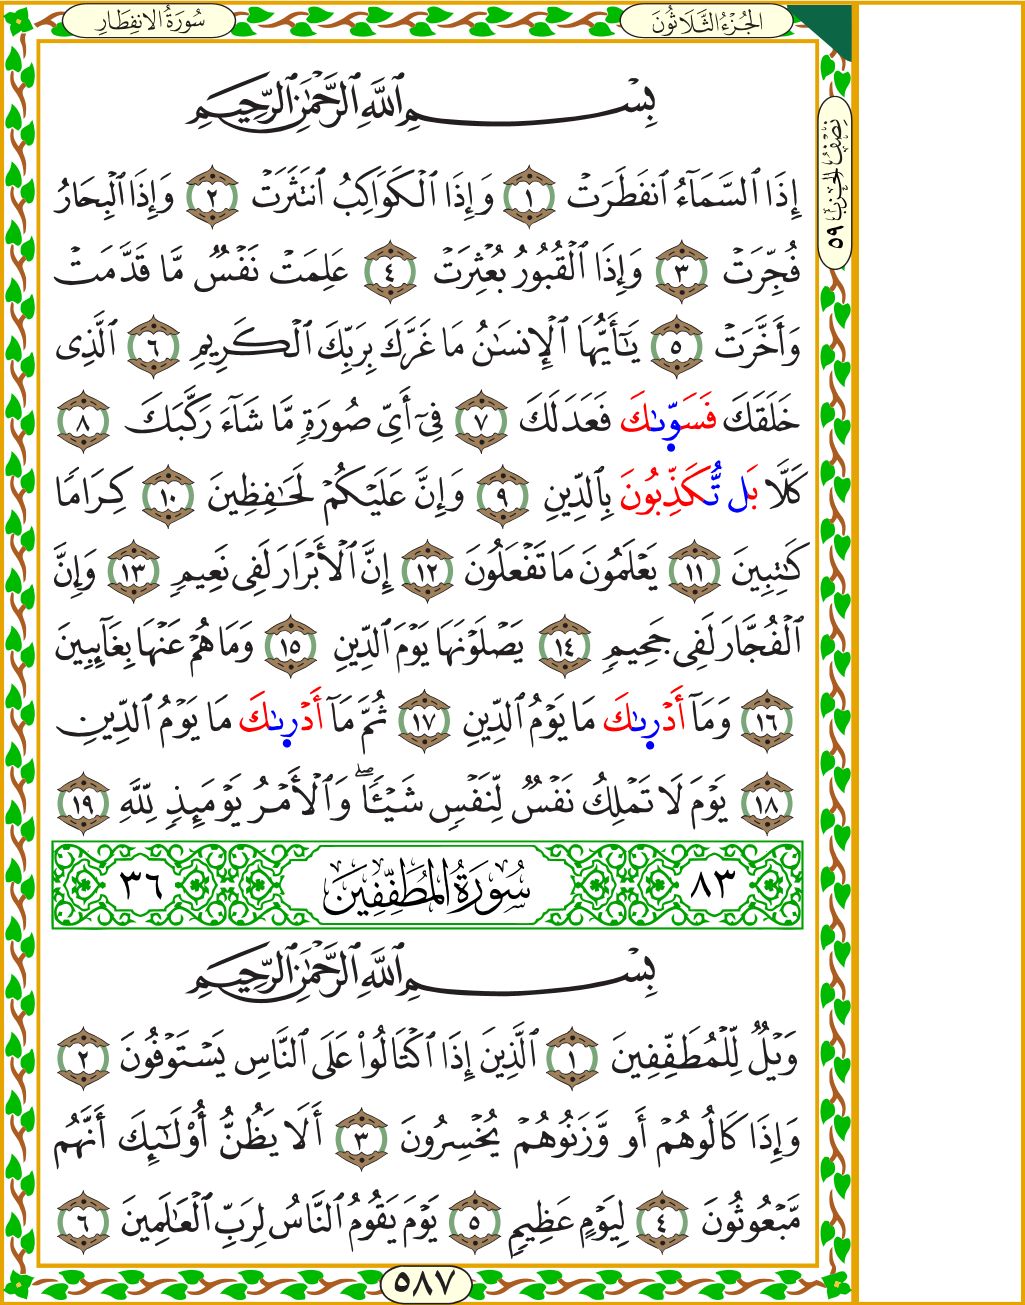 الجُزْءُ الثَّلَاثُونَ
سُورَةُ الانفِطَارِ
نِصْفُ الحِزْبِ ٥٩
بِسْمِ ٱللَّهِ ٱلرَّحْمَٰنِ ٱلرَّحِيمِ
إِذَا ٱلسَّمَآءُ ٱنفَطَرَتْ ١ وَإِذَا ٱلْكَوَاكِبُ ٱنتَثَرَتْ ٢ وَإِذَا ٱلْبِحَارُ
فُجِّرَتْ ٣ وَإِذَا ٱلْقُبُورُ بُعْثِرَتْ ٤ عَلِمَتْ نَفْسٌ مَّا قَدَّمَتْ
وَأَخَّرَتْ ٥ يَـٰٓأَيُّهَا ٱلْإِنسَـٰنُ مَا غَرَّكَ بِرَبِّكَ ٱلْكَرِيمِ ٦ ٱلَّذِى
خَلَقَكَ فَسَوَّىٰكَ فَعَدَلَكَ ٧ فِىٓ أَىِّ صُورَةٍ مَّا شَآءَ رَكَّبَكَ ٨
كَلَّا بَل تُّكَذِّبُونَ بِٱلدِّينِ ٩ وَإِنَّ عَلَيْكُمْ لَحَـٰفِظِينَ ١٠ كِرَامًا
كَـٰتِبِينَ ١١ يَعْلَمُونَ مَا تَفْعَلُونَ ١٢ إِنَّ ٱلْأَبْرَارَ لَفِى نَعِيمٍ ١٣ وَإِنَّ
ٱلْفُجَّارَ لَفِى جَحِيمٍ ١٤ يَصْلَوْنَهَا يَوْمَ ٱلدِّينِ ١٥ وَمَا هُمْ عَنْهَا بِغَآئِبِينَ
١٦ وَمَآ أَدْرِىٰكَ مَا يَوْمُ ٱلدِّينِ ١٧ ثُمَّ مَآ أَدْرِىٰكَ مَا يَوْمُ ٱلدِّينِ
١٨ يَوْمَ لَا تَمْلِكُ نَفْسٌ لِّنَفْسٍ شَيْـًٔا ۖ وَٱلْأَمْرُ يَوْمَئِذٍ لِّلَّهِ ١٩
٨٣ سُورَةُ المُطَفِّفِينَ ٣٦
بِسْمِ ٱللَّهِ ٱلرَّحْمَٰنِ ٱلرَّحِيمِ
وَيْلٌ لِّلْمُطَفِّفِينَ ١ ٱلَّذِينَ إِذَا ٱكْتَالُوا۟ عَلَى ٱلنَّاسِ يَسْتَوْفُونَ ٢
وَإِذَا كَالُوهُمْ أَو وَّزَنُوهُمْ يُخْسِرُونَ ٣ أَلَا يَظُنُّ أُو۟لَـٰٓئِكَ أَنَّهُم
مَّبْعُوثُونَ ٤ لِيَوْمٍ عَظِيمٍ ٥ يَوْمَ يَقُومُ ٱلنَّاسُ لِرَبِّ ٱلْعَـٰلَمِينَ ٦
٥٨٧